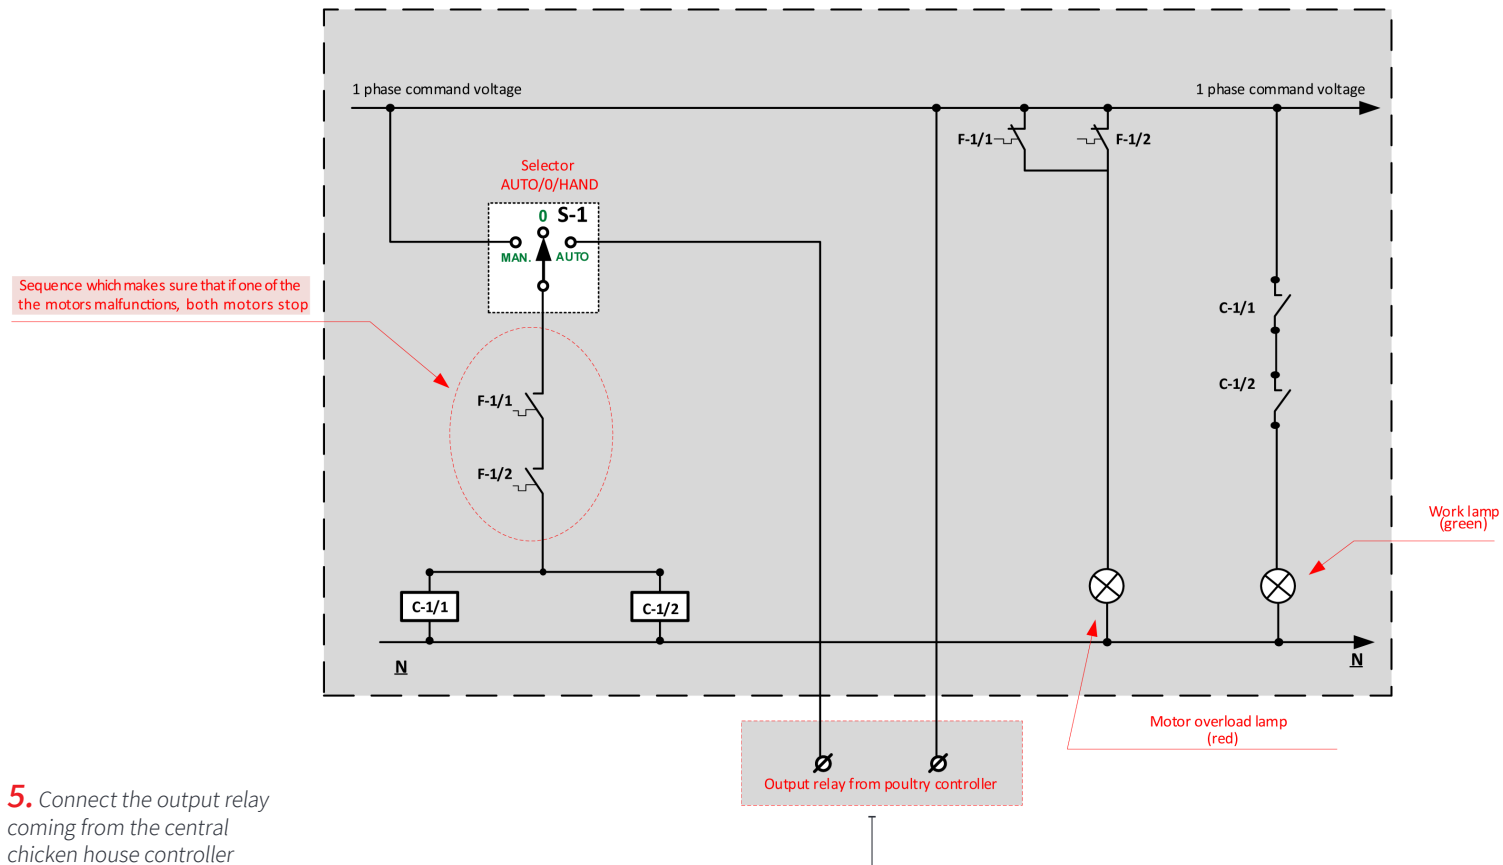 1 phase command voltage
1 phase command voltage
F-1/1
F-1/2
Selector
AUTO/0/HAND
0 S-1
MAN. AUTO
Sequence which makes sure that if one of the
the motors malfunctions, both motors stop
C-1/1
C-1/2
F-1/1
F-1/2
Work lamp
(green)
C-1/1
C-1/2
N
N
Motor overload lamp
(red)
Output relay from poultry controller
5. Connect the output relay
coming from the central
chicken house controller